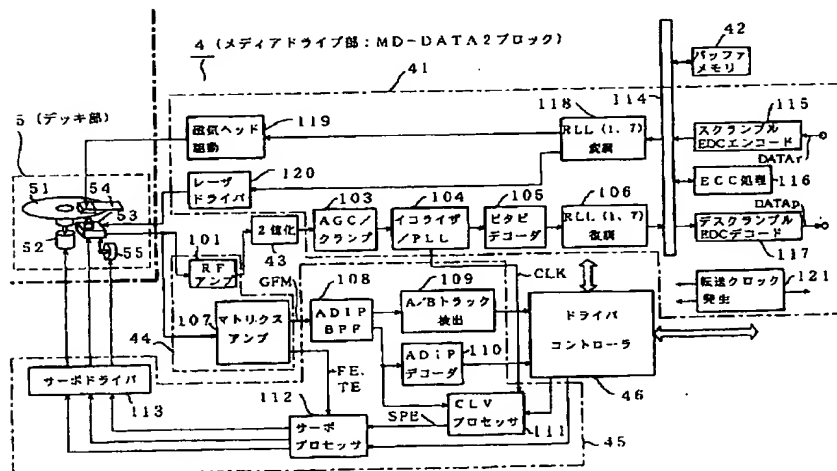 4 (メディアドライブ部：MD-DATA2ブロック)
42
バッファ
メモリ
41
5 (デッキ部)
119
磁気ヘッド
駆動
118
RLL(1，7)
変調
114
115
スクランブル
EDCエンコード
DATAr
51
54
53
52
55
120
レーザ
ドライバ
ECC処理
116
103
AGC/
クランプ
104
イコライザ
/PLL
105
ビタビ
デコーダ
106
RLL(1，7)
復調
DATAp
デスクランブル
EDCデコード
117
2値化
43
101
RF
アンプ
GFM
108
109
CLK
121
転送クロック
発生
107
マトリクス
アンプ
44
ADIP
BPF
A/Bトラック
検出
ドライバ
コントローラ
ADiP
デコーダ
110
FE,
TE
46
サーボドライバ
113
112
サーボ
プロセッサ
SPE
CLV
プロセッサ
111
45